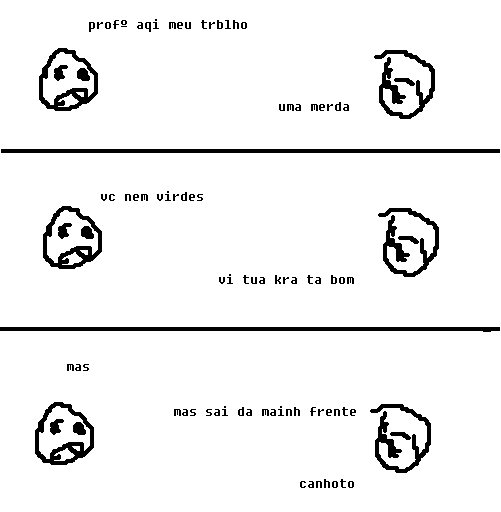 profº aqi meu trblho
uma merda
vc nem virdes
vi tua kra ta bom
mas
mas sai da mainh frente
canhoto